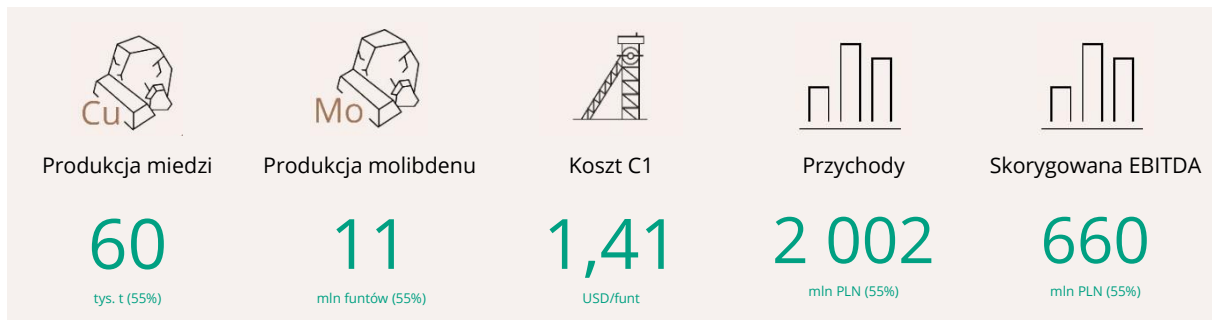 Cu
Mo
Produkcja miedzi
Produkcja molibdenu
Koszt C1
Przychody
Skorygowana EBITDA
60
11
1,41
2 002
660
tys. t (55%)
mln funtów (55%)
USD/funt
mln PLN (55%)
mln PLN (55%)